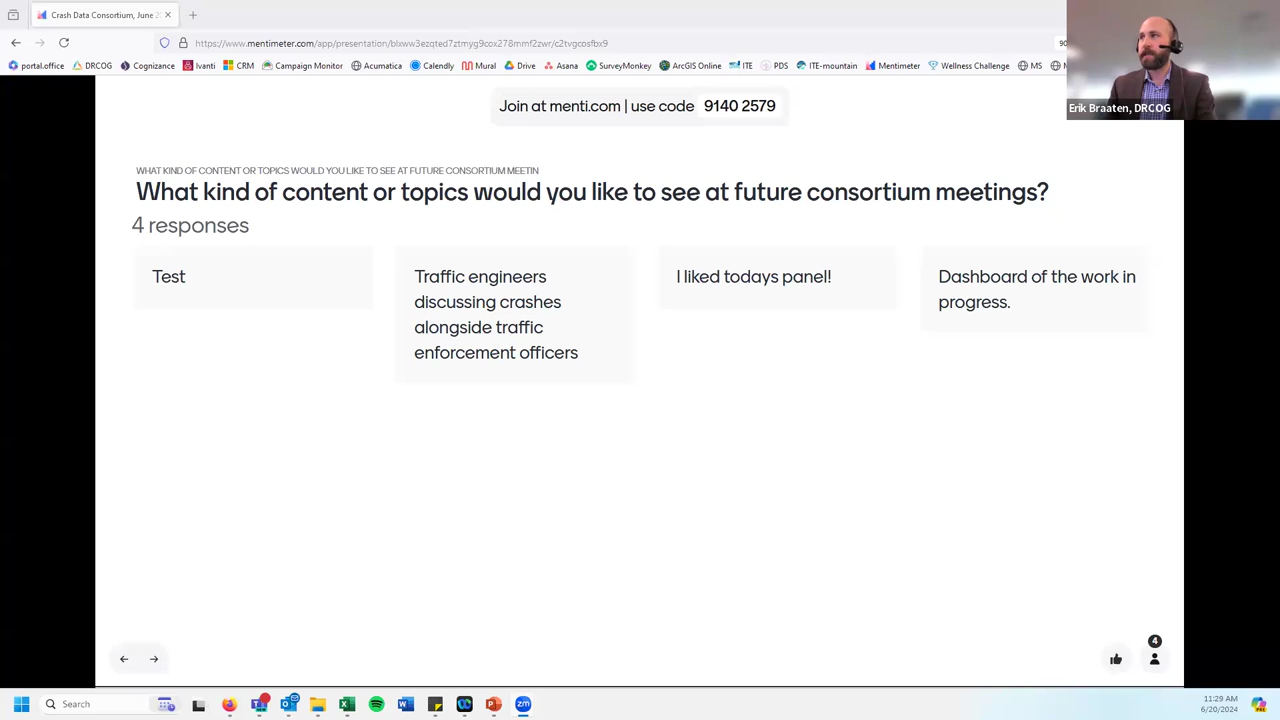 Crash Data Consortium, June 2
https://www.mentimeter.com/app/presentation/blxww3ezqted7ztmyg9cox278mmf2zwr/c2tvgcosfbx9
90
portal.office DRCOG Cognizance Ivanti CRM Campaign Monitor Acumatica Calendly Mural Drive Asana SurveyMonkey ArcGIS Online ITE PDS ITE-mountain Mentimeter Wellness Challenge MS
Erik Braaten, DRCOG
Join at menti.com | use code 9140 2579
WHAT KIND OF CONTENT OR TOPICS WOULD YOU LIKE TO SEE AT FUTURE CONSORTIUM MEETIN
What kind of content or topics would you like to see at future consortium meetings?
4 responses
Test
Traffic engineers
discussing crashes
alongside traffic
enforcement officers
I liked todays panel!
Dashboard of the work in
progress.
4
Search
11:29 AM
6/20/2024